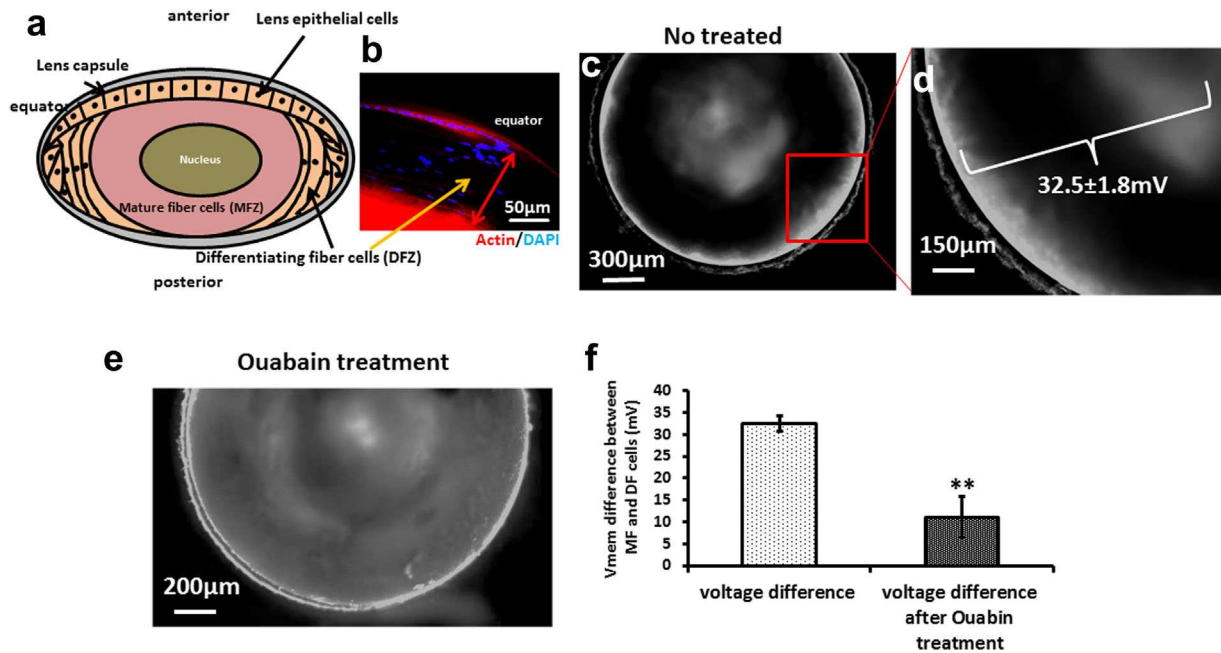 a
anterior
Lens epithelial cells
Lens capsule
equator
Nucleus
Mature fiber cells (MFZ)
Differentiating fiber cells (DFZ)
posterior
b
equator
50µm
Actin/DAPI
No treated
c
300µm
d
32.5±1.8mV
150µm
e
Ouabain treatment
200µm
f
Vmem difference between
MF and DF cells (mV)
40
35
30
25
20
15
10
5
0
**
voltage difference
voltage difference
after Ouabin
treatment